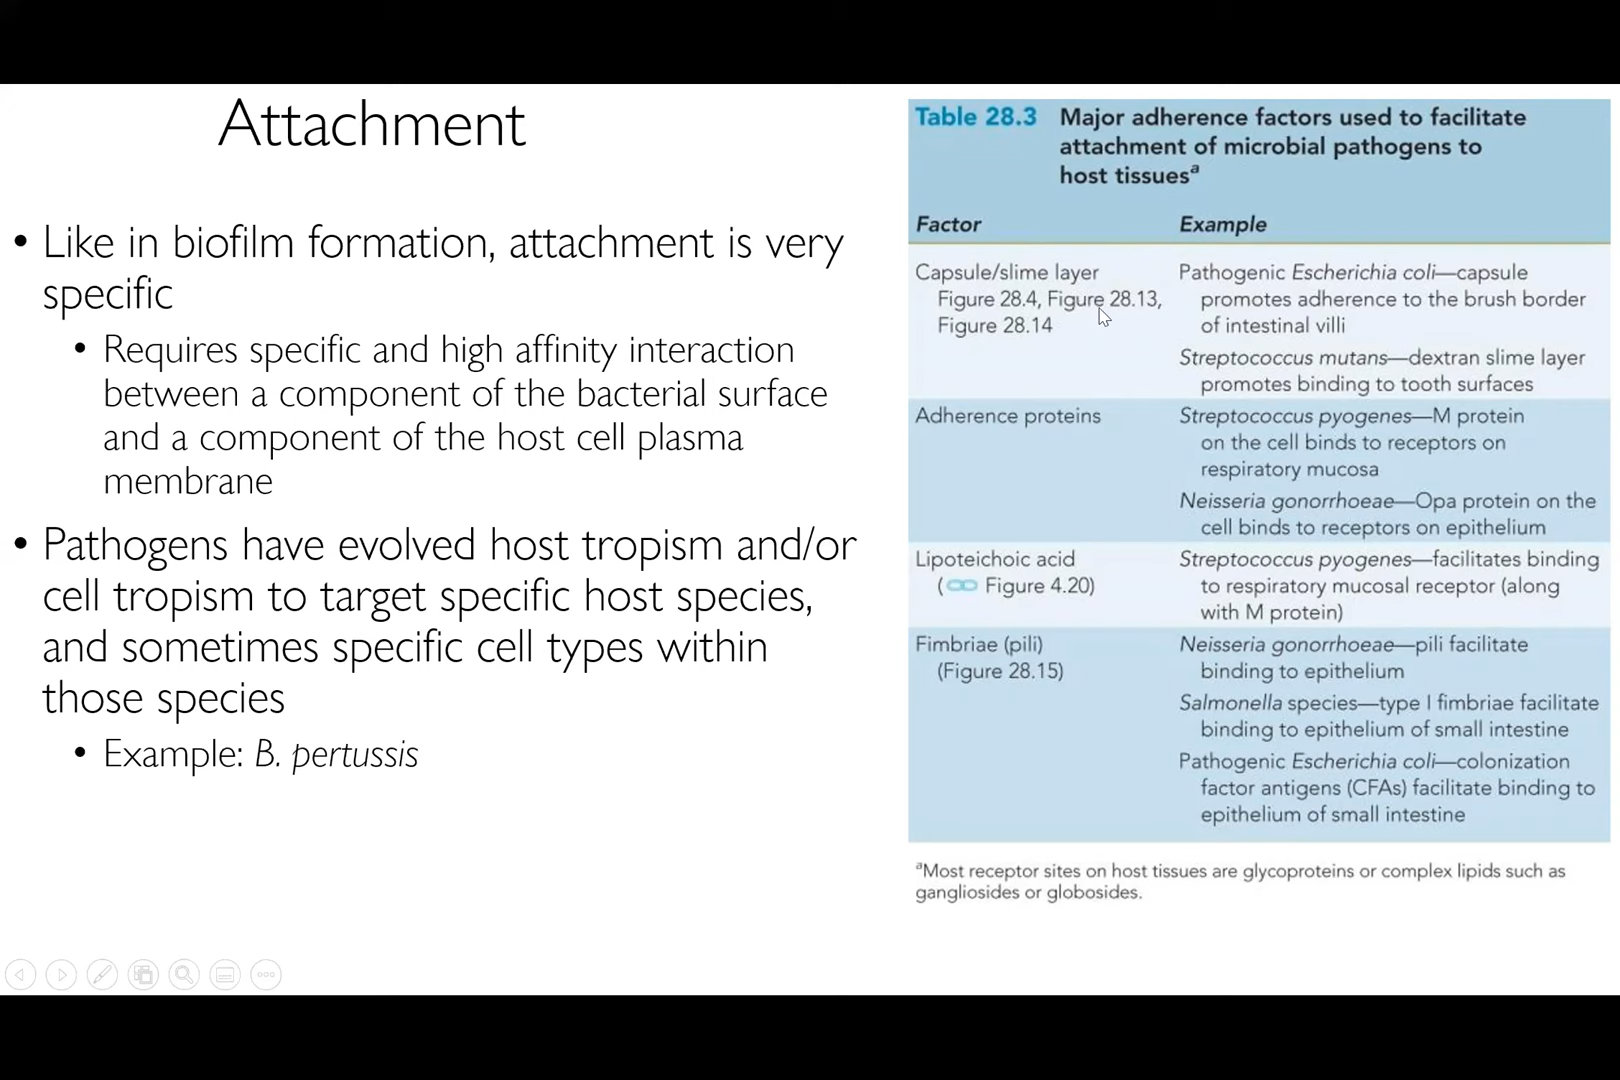 Attachment
• Like in biofilm formation, attachment is very
specific
• Requires specific and high affinity interaction
between a component of the bacterial surface
and a component of the host cell plasma
membrane
• Pathogens have evolved host tropism and/or
cell tropism to target specific host species,
and sometimes specific cell types within
those species
• Example: B. pertussis
Table 28.3 Major adherence factors used to facilitate
attachment of microbial pathogens to
host tissuesᵃ
Factor Example
Capsule/slime layer
Figure 28.4, Figure 28.13,
Figure 28.14
Pathogenic Escherichia coli—capsule
promotes adherence to the brush border
of intestinal villi
Streptococcus mutans—dextran slime layer
promotes binding to tooth surfaces
Adherence proteins
Streptococcus pyogenes—M protein
on the cell binds to receptors on
respiratory mucosa
Neisseria gonorrhoeae—Opa protein on the
cell binds to receptors on epithelium
Lipoteichoic acid
( Figure 4.20)
Streptococcus pyogenes—facilitates binding
to respiratory mucosal receptor (along
with M protein)
Fimbriae (pili)
(Figure 28.15)
Neisseria gonorrhoeae—pili facilitate
binding to epithelium
Salmonella species—type I fimbriae facilitate
binding to epithelium of small intestine
Pathogenic Escherichia coli—colonization
factor antigens (CFAs) facilitate binding to
epithelium of small intestine
ᵃMost receptor sites on host tissues are glycoproteins or complex lipids such as
gangliosides or globosides.